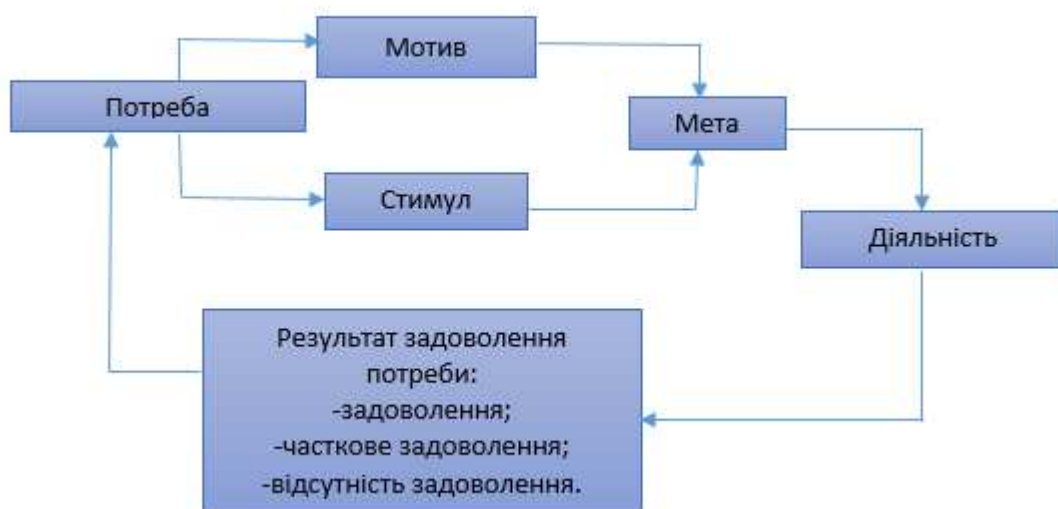 Мотив
Потреба
Мета
Стимул
Діяльність
Результат задоволення
потреби:
-задоволення;
-часткове задоволення;
-відсутність задоволення.